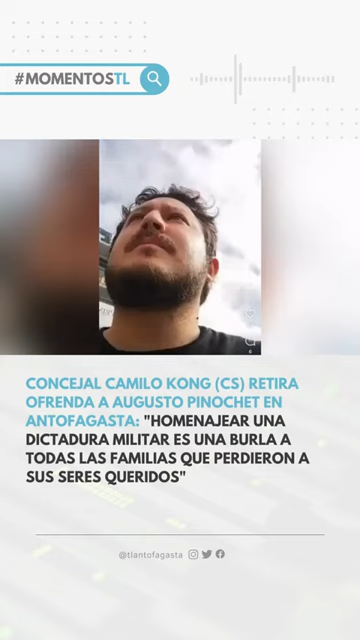 #MOMENTOSTL
CONCEJAL CAMILO KONG (CS) RETIRA
OFRENDA A AUGUSTO PINOCHET EN
ANTOFAGASTA: "HOMENAJEAR UNA
DICTADURA MILITAR ES UNA BURLA A
TODAS LAS FAMILIAS QUE PERDIERON A
SUS SERES QUERIDOS"
@tlantofagasta